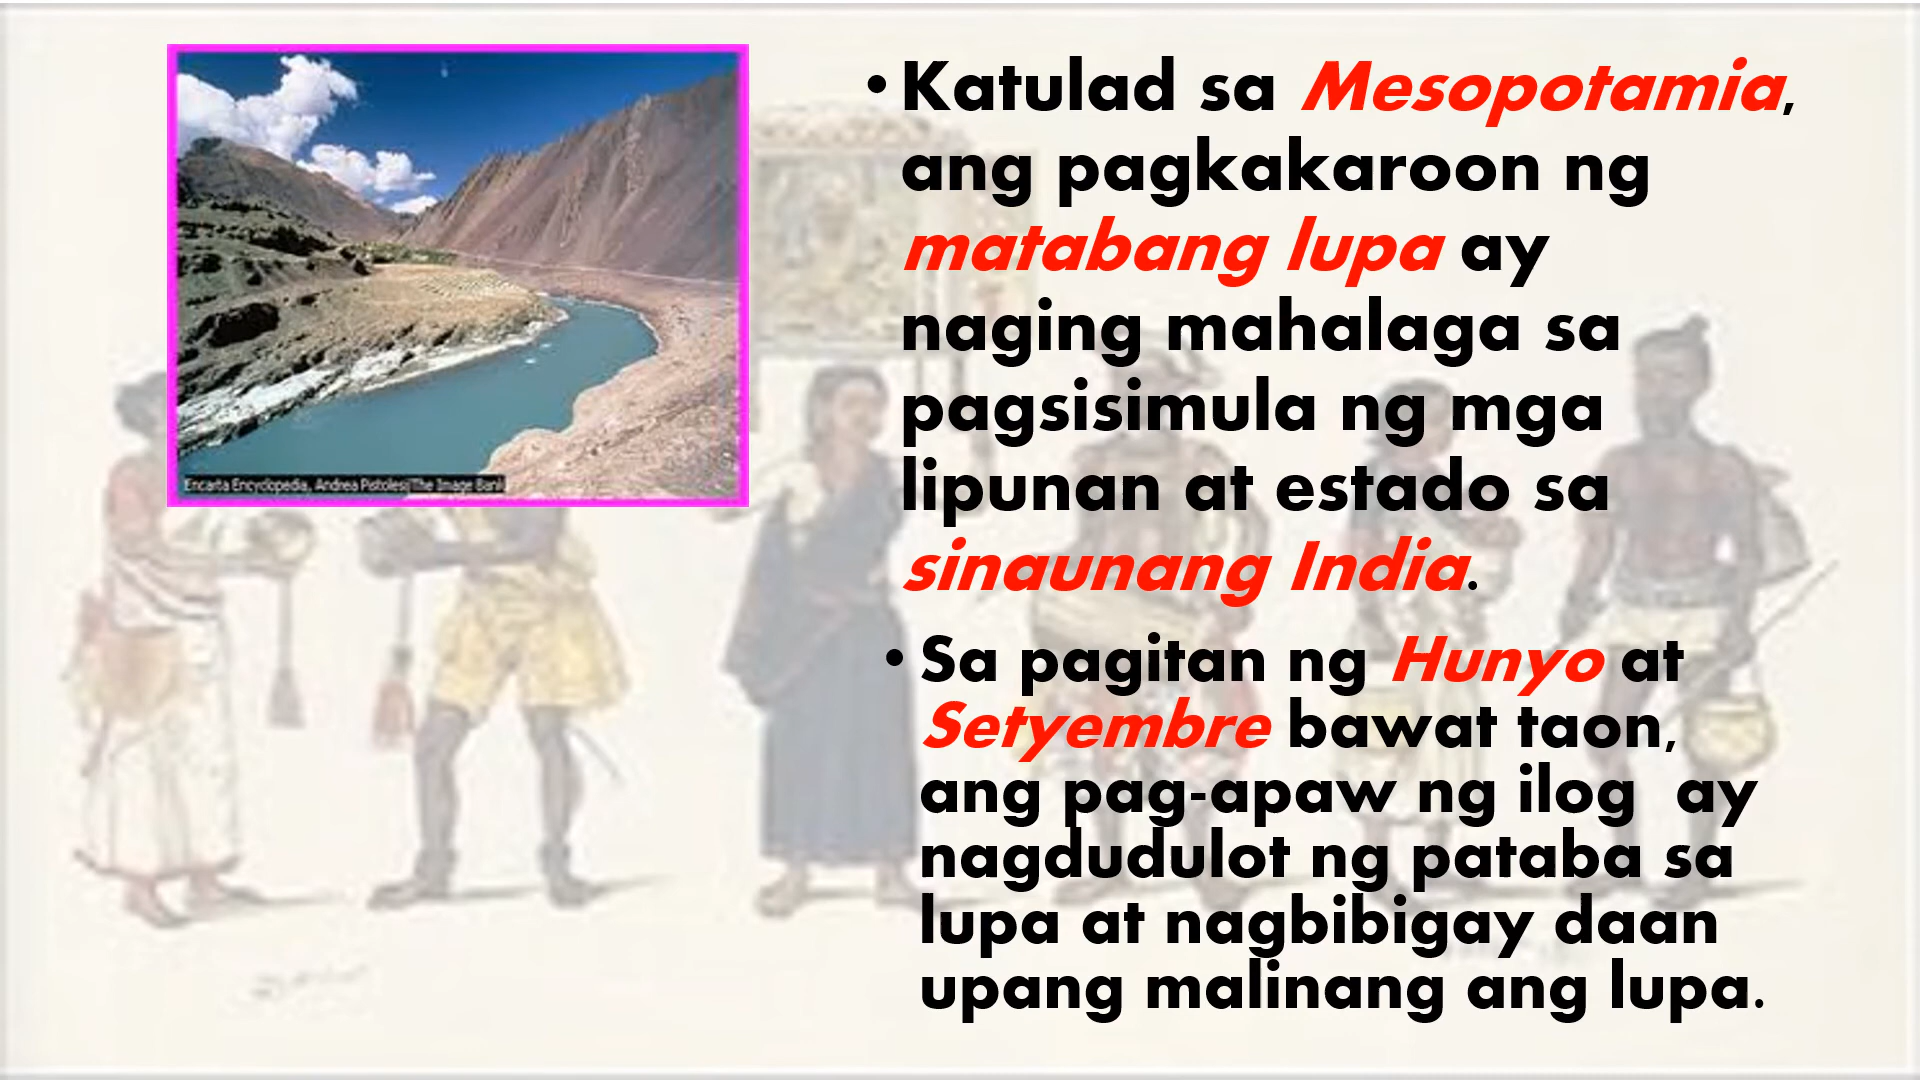 Encarta Encyclopedia, Andrea Pistolesi/The Image Bank
• Katulad sa Mesopotamia,
ang pagkakaroon ng
matabang lupa ay
naging mahalaga sa
pagsisimula ng mga
lipunan at estado sa
sinaunang India.
• Sa pagitan ng Hunyo at
Setyembre bawat taon,
ang pag-apaw ng ilog ay
nagdudulot ng pataba sa
lupa at nagbibigay daan
upang malinang ang lupa.